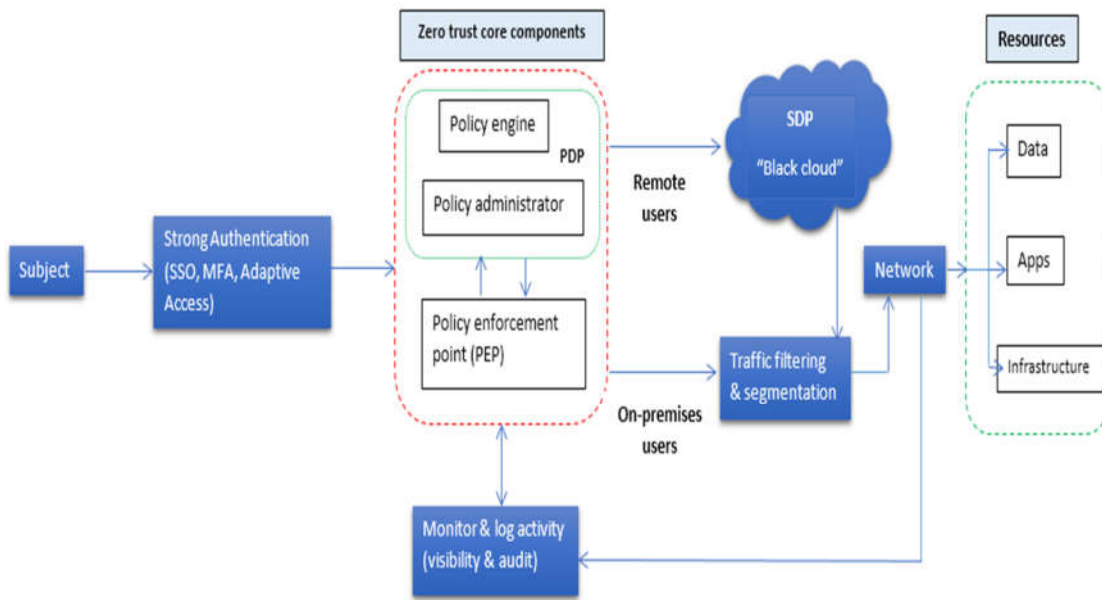 Zero trust core components
Resources
Policy engine
PDP
Policy administrator
SDP
"Black cloud"
Remote
users
Data
Subject
Strong Authentication
(SSO, MFA, Adaptive
Access)
Network
Apps
Policy enforcement
point (PEP)
Traffic filtering
& segmentation
Infrastructure
On-premises
users
Monitor & log activity
(visibility & audit)